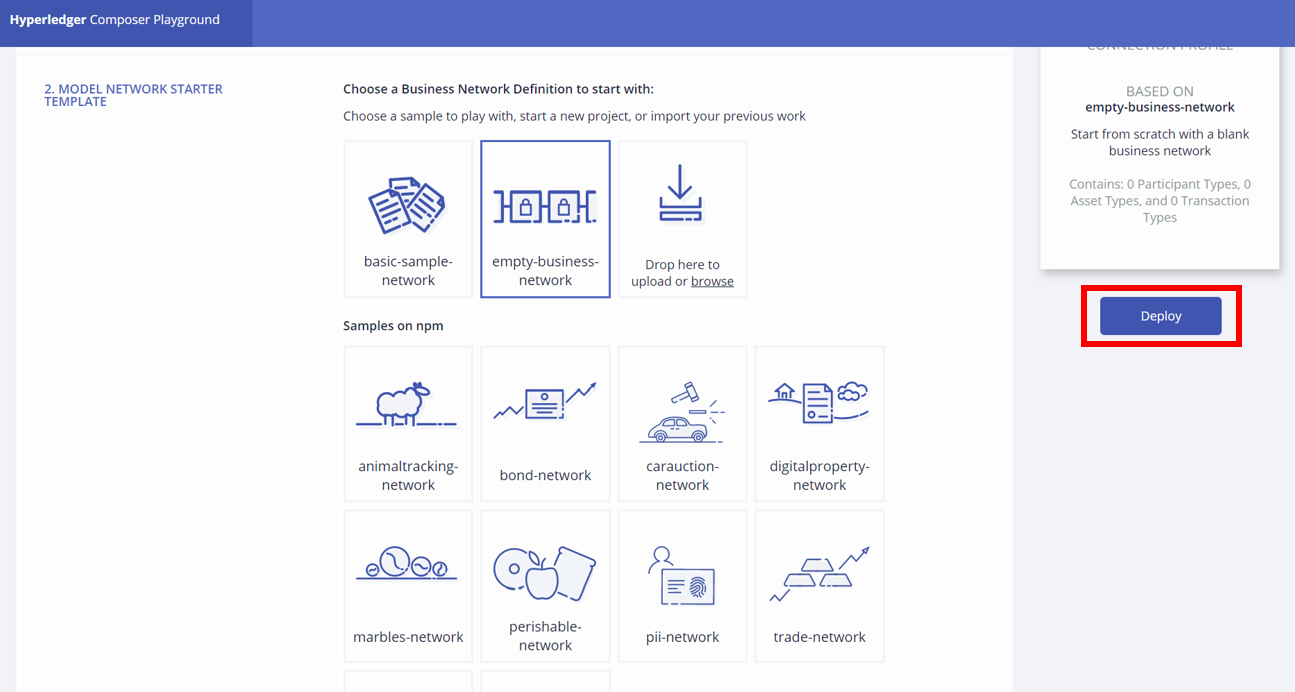 Hyperledger Composer Playground
CONNECTION PROFILE
2. MODEL NETWORK STARTER
TEMPLATE
Choose a Business Network Definition to start with:
Choose a sample to play with, start a new project, or import your previous work
basic-sample-
network
empty-business-
network
Drop here to
upload or browse
Samples on npm
animaltracking-
network
bond-network
carauction-
network
digitalproperty-
network
marbles-network
perishable-
network
pii-network
trade-network
BASED ON
empty-business-network
Start from scratch with a blank
business network
Contains: 0 Participant Types, 0
Asset Types, and 0 Transaction
Types
Deploy